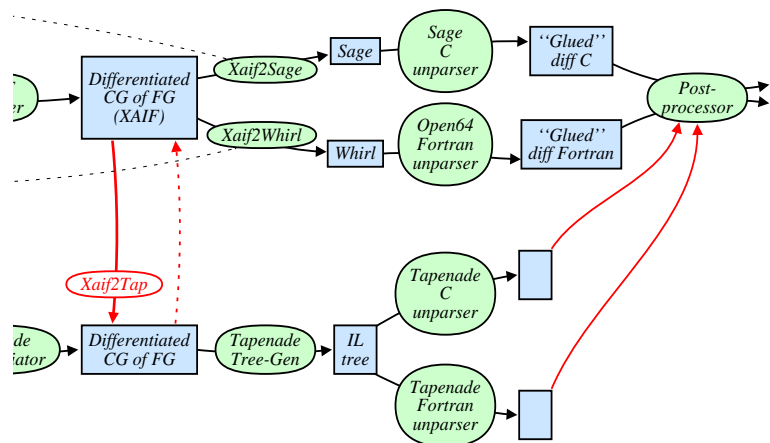 Sage
C
unparser
Xaif2Sage
Sage
‘‘Glued’’
diff C
Differentiated
CG of FG
(XAIF)
Post-
processor
Xaif2Whirl
Whirl
Open64
Fortran
unparser
‘‘Glued’’
diff Fortran
Xaif2Tap
Tapenade
C
unparser
Differentiated
CG of FG
Tapenade
Tree-Gen
IL
tree
Tapenade
Fortran
unparser